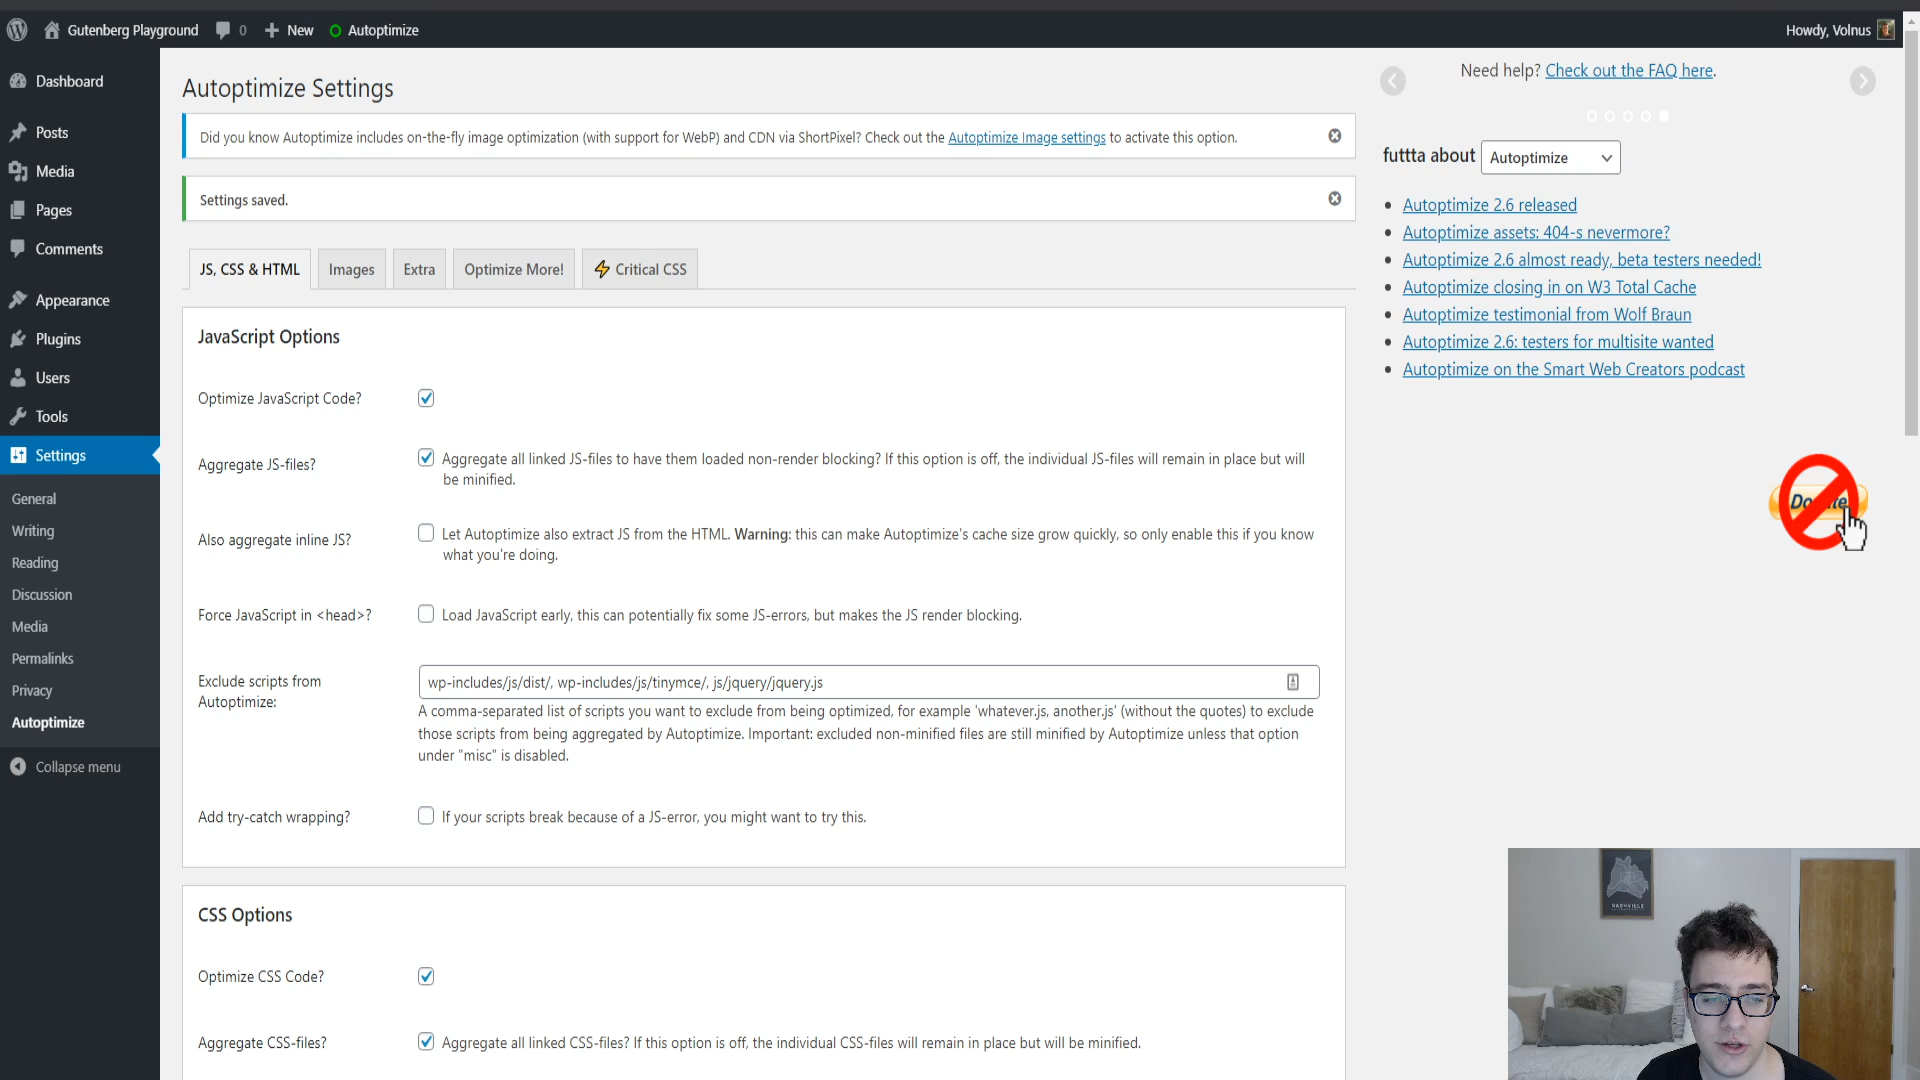 Gutenberg Playground
0
New
Autoptimize
Howdy, Volnus
Dashboard
Posts
Media
Pages
Comments
Appearance
Plugins
Users
Tools
Settings
General
Writing
Reading
Discussion
Media
Permalinks
Privacy
Autoptimize
Collapse menu
Autoptimize Settings
Did you know Autoptimize includes on-the-fly image optimization (with support for WebP) and CDN via ShortPixel? Check out the Autoptimize Image settings to activate this option.
Settings saved.
JS, CSS & HTML
Images
Extra
Optimize More!
Critical CSS
JavaScript Options
Optimize JavaScript Code?
Aggregate JS-files?
Aggregate all linked JS-files to have them loaded non-render blocking? If this option is off, the individual JS-files will remain in place but will
be minified.
Also aggregate inline JS?
Let Autoptimize also extract JS from the HTML. Warning: this can make Autoptimize's cache size grow quickly, so only enable this if you know
what you're doing.
Force JavaScript in <head>?
Load JavaScript early, this can potentially fix some JS-errors, but makes the JS render blocking.
Exclude scripts from
Autoptimize:
wp-includes/js/dist/, wp-includes/js/tinymce/, js/jquery/jquery.js
A comma-separated list of scripts you want to exclude from being optimized, for example 'whatever.js, another.js' (without the quotes) to exclude
those scripts from being aggregated by Autoptimize. Important: excluded non-minified files are still minified by Autoptimize unless that option
under "misc" is disabled.
Add try-catch wrapping?
If your scripts break because of a JS-error, you might want to try this.
CSS Options
Optimize CSS Code?
Aggregate CSS-files?
Aggregate all linked CSS-files? If this option is off, the individual CSS-files will remain in place but will be minified.
Need help? Check out the FAQ here.
futtta about
Autoptimize
Autoptimize 2.6 released
Autoptimize assets: 404-s nevermore?
Autoptimize 2.6 almost ready, beta testers needed!
Autoptimize closing in on W3 Total Cache
Autoptimize testimonial from Wolf Braun
Autoptimize 2.6: testers for multisite wanted
Autoptimize on the Smart Web Creators podcast
Donate
NASHVILLE